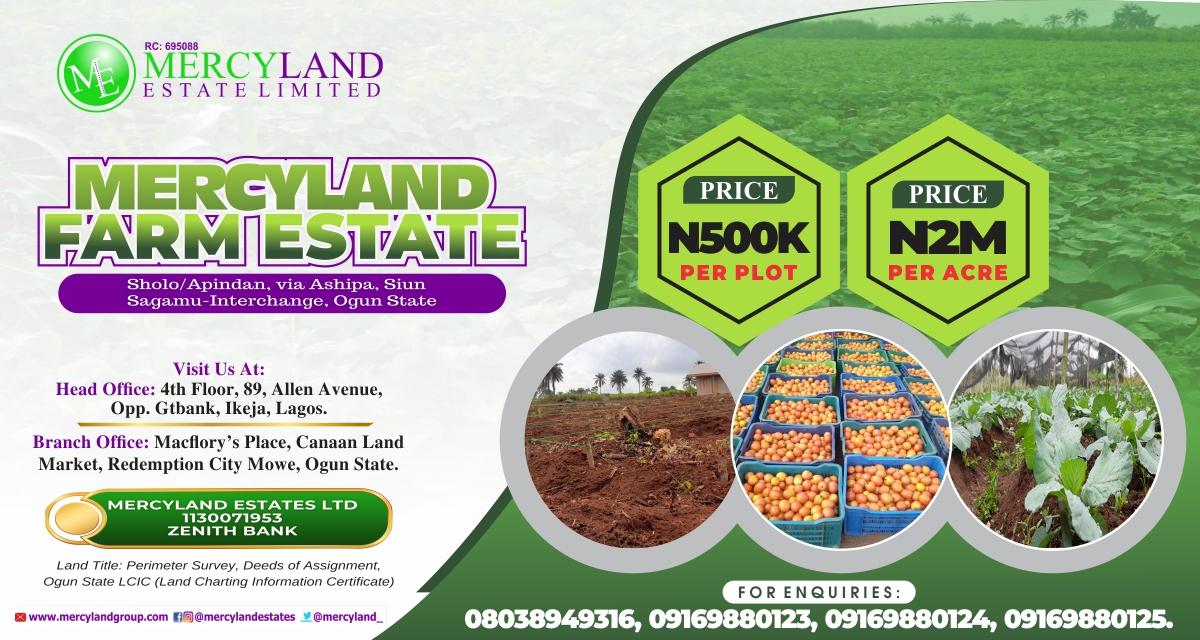 RC: 695088
ME
MERCYLAND
ESTATE LIMITED
MERCYLAND
FARM ESTATE
Sholo/Apindan, via Ashipa, Siun
Sagamu-Interchange, Ogun State
Visit Us At:
Head Office: 4th Floor, 89, Allen Avenue,
Opp. Gtbank, Ikeja, Lagos.
Branch Office: Macflory's Place, Canaan Land
Market, Redemption City Mowe, Ogun State.
MERCYLAND ESTATES LTD
1130071953
ZENITH BANK
Land Title: Perimeter Survey, Deeds of Assignment,
Ogun State LCIC (Land Charting Information Certificate)
www.mercylandgroup.com @mercylandestates @mercyland_
PRICE
N500K
PER PLOT
PRICE
N2M
PER ACRE
FOR ENQUIRIES:
08038949316, 09169880123, 09169880124, 09169880125.